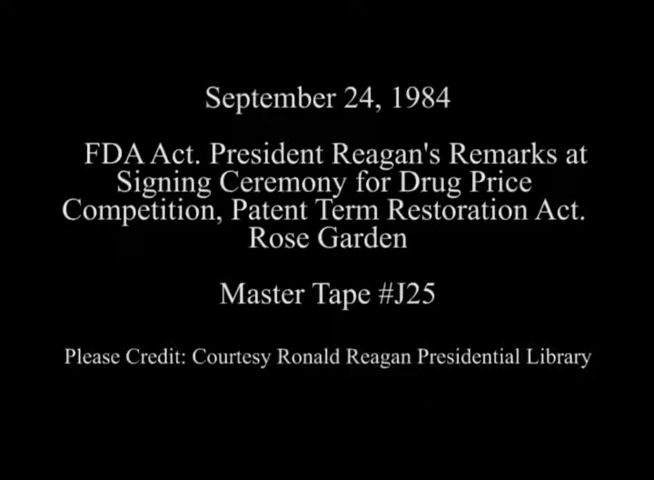 September 24, 1984
FDA Act. President Reagan's Remarks at
Signing Ceremony for Drug Price
Competition, Patent Term Restoration Act.
Rose Garden
Master Tape #J25
Please Credit: Courtesy Ronald Reagan Presidential Library